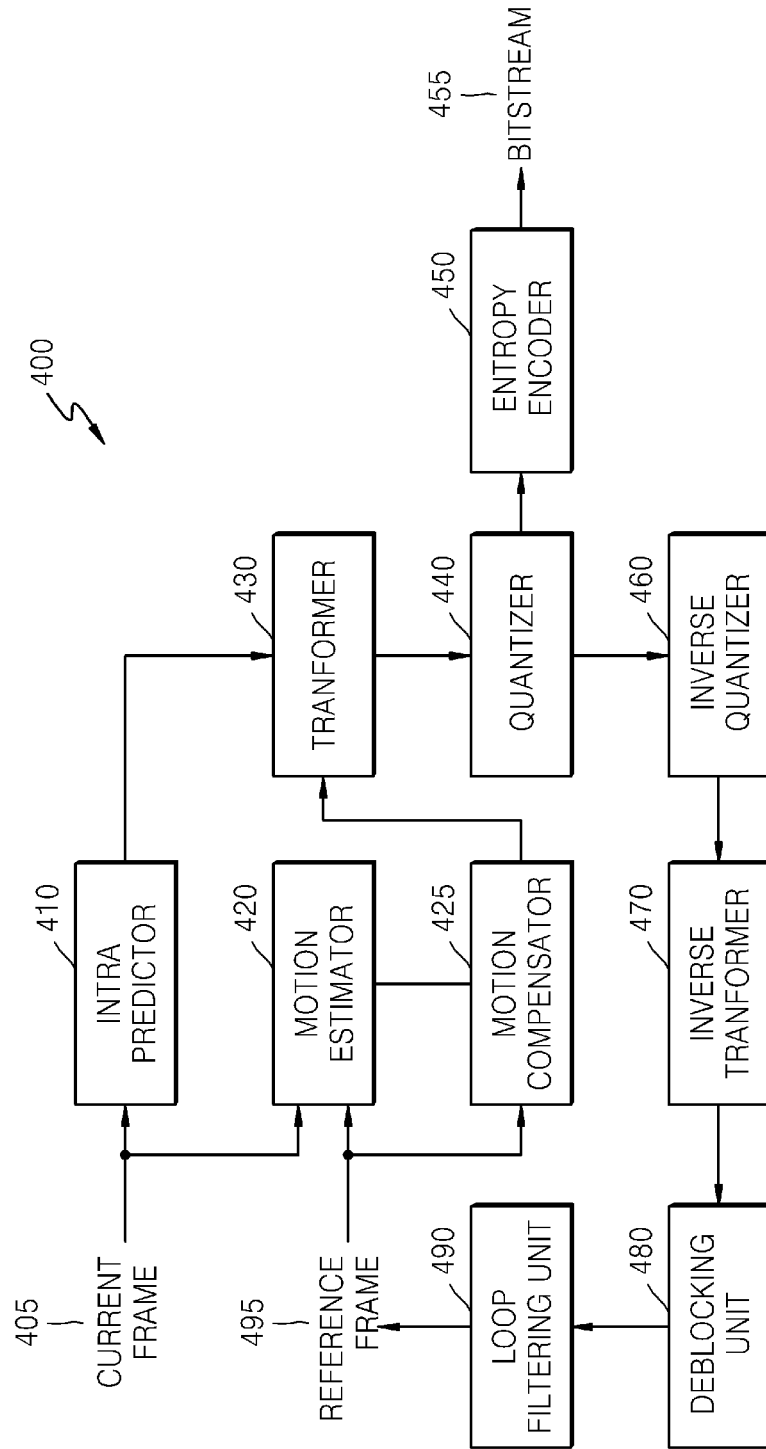 400
405
CURRENT
FRAME
410
INTRA
PREDICTOR
430
TRANFORMER
495
REFERENCE
FRAME
420
MOTION
ESTIMATOR
425
MOTION
COMPENSATOR
440
QUANTIZER
450
ENTROPY
ENCODER
455
BITSTREAM
490
LOOP
FILTERING UNIT
480
DEBLOCKING
UNIT
470
INVERSE
TRANFORMER
460
INVERSE
QUANTIZER